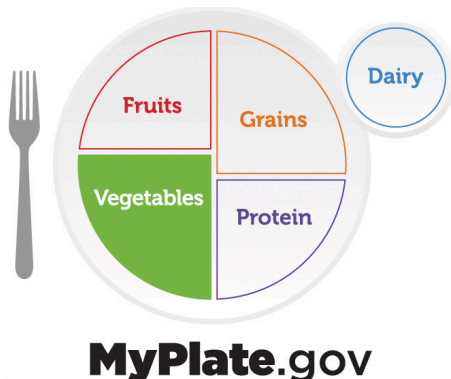 Fruits
Grains
Dairy
Vegetables
Protein
MyPlate.gov